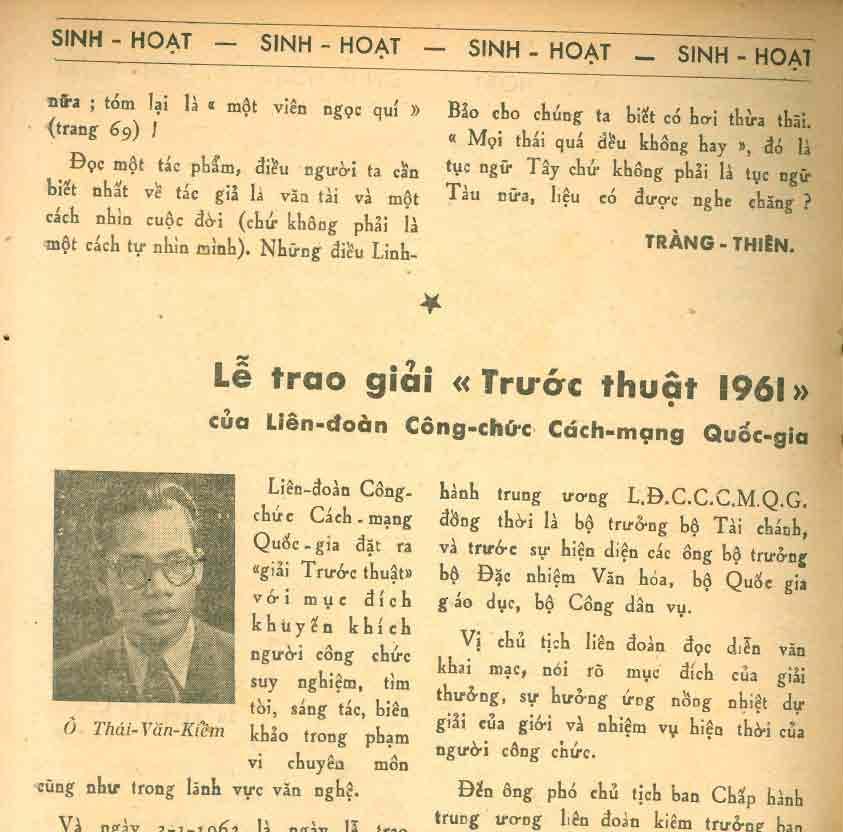 SINH - HOẠT — SINH - HOẠT — SINH - HOẠT — SINH - HOẠT
nữa ; tóm lại là « một viên ngọc quí »
(trang 69) !
Đọc một tác phẩm, điều người ta cần
biết nhất về tác giả là văn tài và một
cách nhìn cuộc đời (chứ không phải là
một cách tự nhìn mình). Những điều Linh-
Bảo cho chúng ta biết có hơi thừa thãi.
« Mọi thái quá đều không hay », đó là
tục ngữ Tây chứ không phải là tục ngữ
Tàu nữa, liệu có được nghe chăng ?
TRÀNG - THIÊN.
Lễ trao giải « Trước thuật 1961 »
của Liên-đoàn Công-chức Cách-mạng Quốc-gia
Ô Thái-Văn-Kiểm
Liên-đoàn Công-
chức Cách - mạng
Quốc - gia đặt ra
«giải Trước thuật»
với mục đích
khuyến khích
người công chức
suy nghiệm, tìm
tòi, sáng tác, biên
khảo trong phạm
vi chuyên môn
cũng như trong lãnh vực văn nghệ.
Và ngày 2-1-1962 là ngày lễ trao
hành trung ương L.Đ.C.C.C.M.Q.G.
đồng thời là bộ trưởng bộ Tài chánh,
và trước sự hiện diện các ông bộ trưởng
bộ Đặc nhiệm Văn hóa, bộ Quốc gia
g áo dục, bộ Công dân vụ.
Vị chủ tịch liên đoàn đọc diễn văn
khai mạc, nói rõ mục đích của giải
thưởng, sự hưởng ứng nồng nhiệt dự
giải của giới và nhiệm vụ hiện thời của
người công chức.
Đến ông phó chủ tịch ban Chấp hành
trung ương liên đoàn kiêm trưởng ban